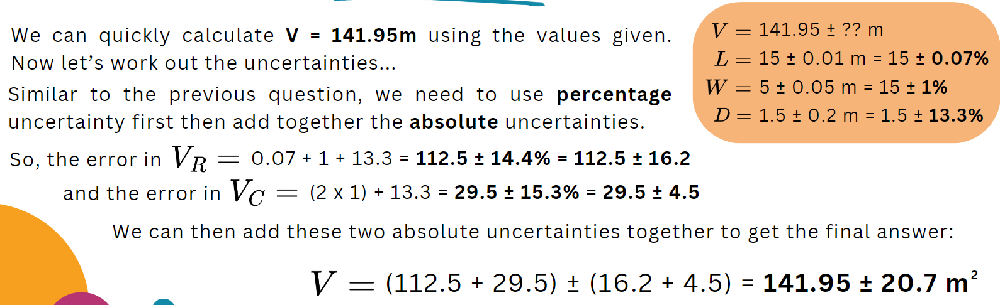 We can quickly calculate V = 141.95m using the values given.
Now let’s work out the uncertainties...
V = 141.95 ± ?? m
L = 15 ± 0.01 m = 15 ± 0.07%
W = 5 ± 0.05 m = 15 ± 1%
D = 1.5 ± 0.2 m = 1.5 ± 13.3%
Similar to the previous question, we need to use percentage
uncertainty first then add together the absolute uncertainties.
So, the error in V_R = 0.07 + 1 + 13.3 = 112.5 ± 14.4% = 112.5 ± 16.2
and the error in V_C = (2 x 1) + 13.3 = 29.5 ± 15.3% = 29.5 ± 4.5
We can then add these two absolute uncertainties together to get the final answer:
V = (112.5 + 29.5) ± (16.2 + 4.5) = 141.95 ± 20.7 m²